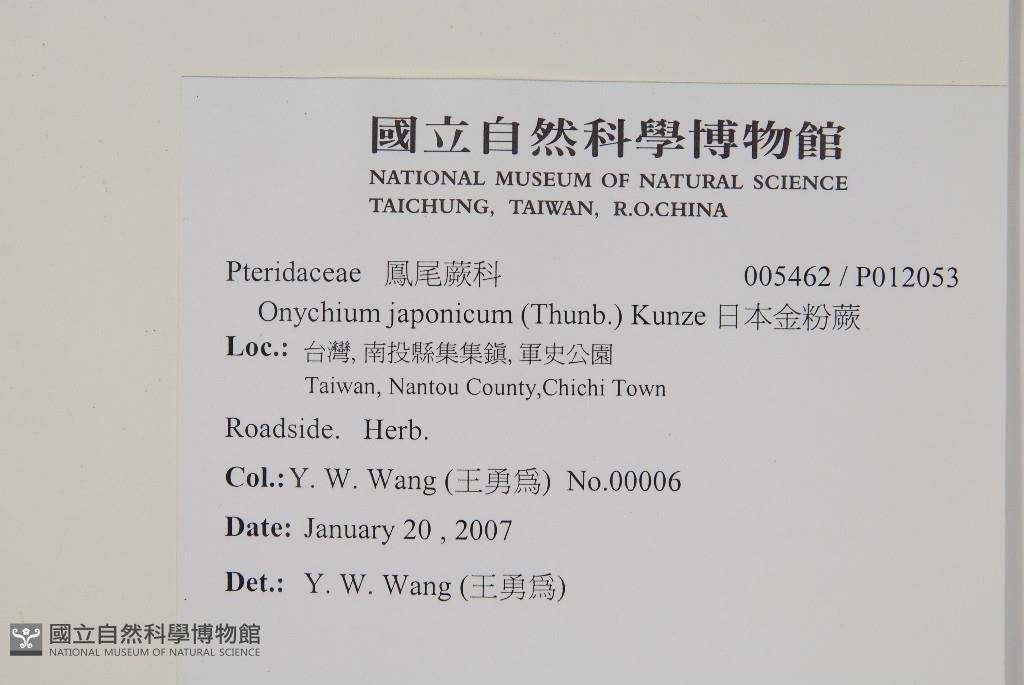 國立自然科學博物館
NATIONAL MUSEUM OF NATURAL SCIENCE
TAICHUNG, TAIWAN, R.O.CHINA
Pteridaceae 鳳尾蕨科 005462 / P012053
Onychium japonicum (Thunb.) Kunze 日本金粉蕨
Loc.: 台灣, 南投縣集集鎮, 軍史公園
Taiwan, Nantou County,Chichi Town
Roadside. Herb.
Col.: Y. W. Wang (王勇為) No.00006
Date: January 20 , 2007
Det.: Y. W. Wang (王勇為)
國立自然科學博物館
NATIONAL MUSEUM OF NATURAL SCIENCE